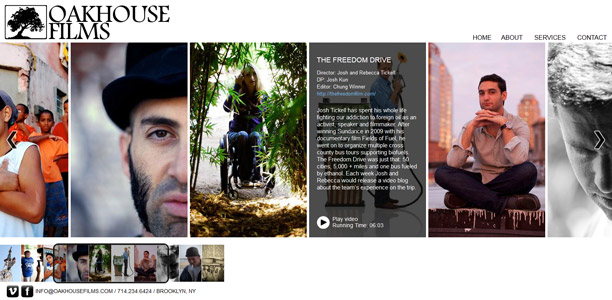 OAKHOUSE
FILMS
HOME ABOUT SERVICES CONTACT
THE FREEDOM DRIVE
Director: Josh and Rebecca Tickell
DP: Josh Kun
Editor: Chung Winner
http://thefreedomfilm.com/
Josh Tickell has spent his whole life
fighting our addiction to foreign oil as an
activist, speaker and filmmaker. After
winning Sundance in 2009 with his
documentary film Fields of Fuel, he
went on to organize multiple cross
county bus tours supporting biofuels.
The Freedom Drive was just that: 50
cities, 5,000 + miles and one bus fueled
by ethanol. Each week Josh and
Rebecca would release a video blog
about the team's experience on the trip.
Play video
Running Time: 06:03
INFO@OAKHOUSEFILMS.COM / 714.234.6424 / BROOKLYN, NY